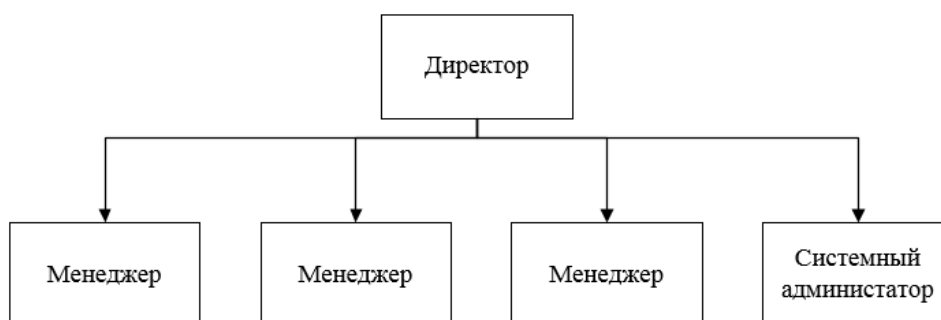 Директор
Менеджер
Менеджер
Менеджер
Системный
администатор